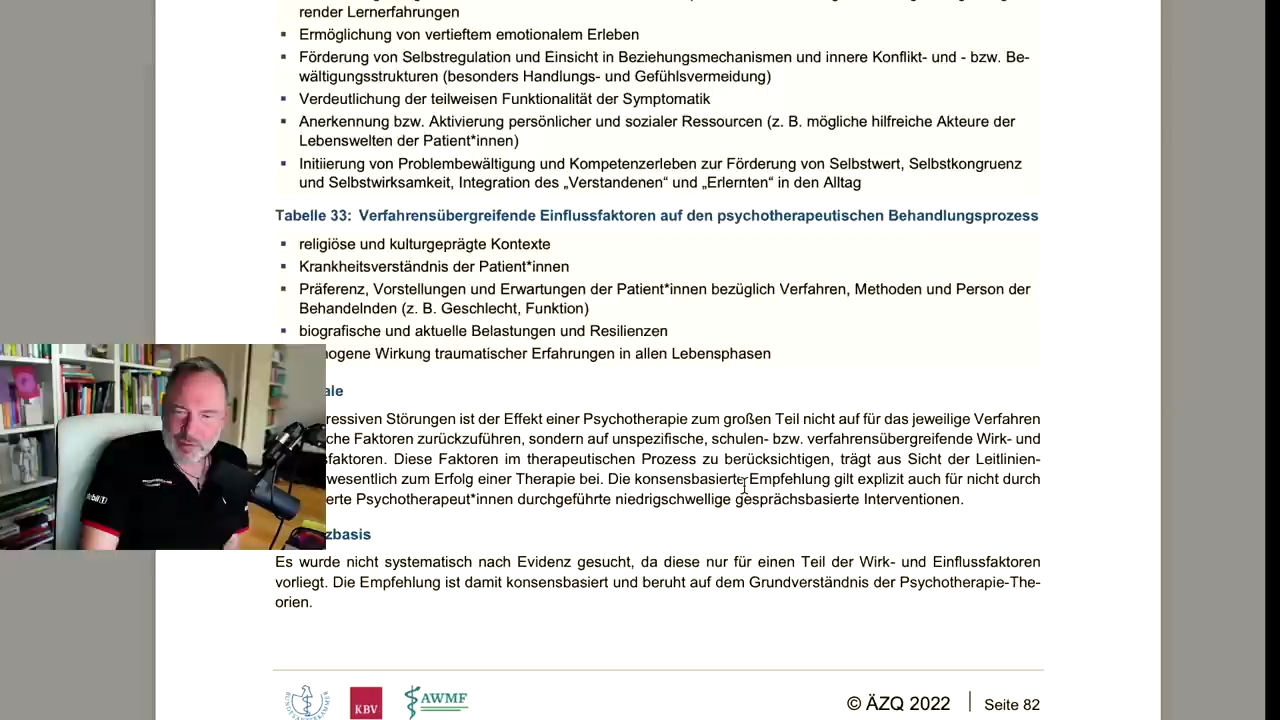 render Lernerfahrungen
▪ Ermöglichung von vertieftem emotionalem Erleben
▪ Förderung von Selbstregulation und Einsicht in Beziehungsmechanismen und innere Konflikt- und - bzw. Be-
wältigungsstrukturen (besonders Handlungs- und Gefühlsvermeidung)
▪ Verdeutlichung der teilweisen Funktionalität der Symptomatik
▪ Anerkennung bzw. Aktivierung persönlicher und sozialer Ressourcen (z. B. mögliche hilfreiche Akteure der
Lebenswelten der Patient*innen)
▪ Initiierung von Problembewältigung und Kompetenzerleben zur Förderung von Selbstwert, Selbstkongruenz
und Selbstwirksamkeit, Integration des „Verstandenen“ und „Erlernten“ in den Alltag
Tabelle 33: Verfahrensübergreifende Einflussfaktoren auf den psychotherapeutischen Behandlungsprozess
▪ religiöse und kulturgeprägte Kontexte
▪ Krankheitsverständnis der Patient*innen
▪ Präferenz, Vorstellungen und Erwartungen der Patient*innen bezüglich Verfahren, Methoden und Person der
Behandelnden (z. B. Geschlecht, Funktion)
▪ biografische und aktuelle Belastungen und Resilienzen
Wirkung traumatischer Erfahrungen in allen Lebensphasen
ist der Effekt einer Psychotherapie zum großen Teil nicht auf für das jeweilige Verfahren
Faktoren zurückzuführen, sondern auf unspezifische, schulen- bzw. verfahrensübergreifende Wirk- und
Diese Faktoren im therapeutischen Prozess zu berücksichtigen, trägt aus Sicht der Leitlinien-
wesentlich zum Erfolg einer Therapie bei. Die konsensbasierte Empfehlung gilt explizit auch für nicht durch
Psychotherapeut*innen durchgeführte niedrigschwellige gesprächsbasierte Interventionen.
Es wurde nicht systematisch nach Evidenz gesucht, da diese nur für einen Teil der Wirk- und Einflussfaktoren
vorliegt. Die Empfehlung ist damit konsensbasiert und beruht auf dem Grundverständnis der Psychotherapie-The-
orien.
KBV
AWMF
© ÄZQ 2022 | Seite 82